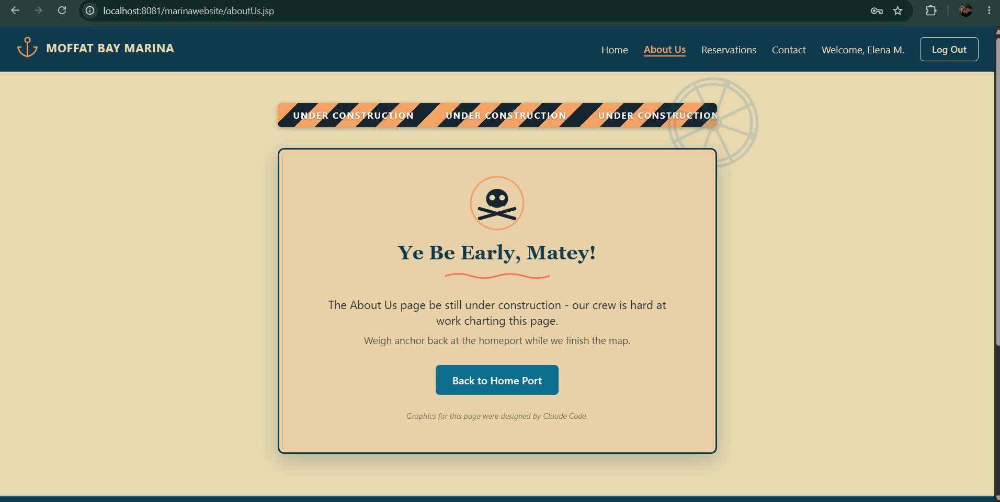 localhost:8081/marinawebsite/aboutUs.jsp
MOFFAT BAY MARINA
Home About Us Reservations Contact Welcome, Elena M. Log Out
UNDER CONSTRUCTION UNDER CONSTRUCTION UNDER CONSTRUCTION
Ye Be Early, Matey!
The About Us page be still under construction - our crew is hard at
work charting this page.
Weigh anchor back at the homeport while we finish the map.
Back to Home Port
Graphics for this page were designed by Claude Code.